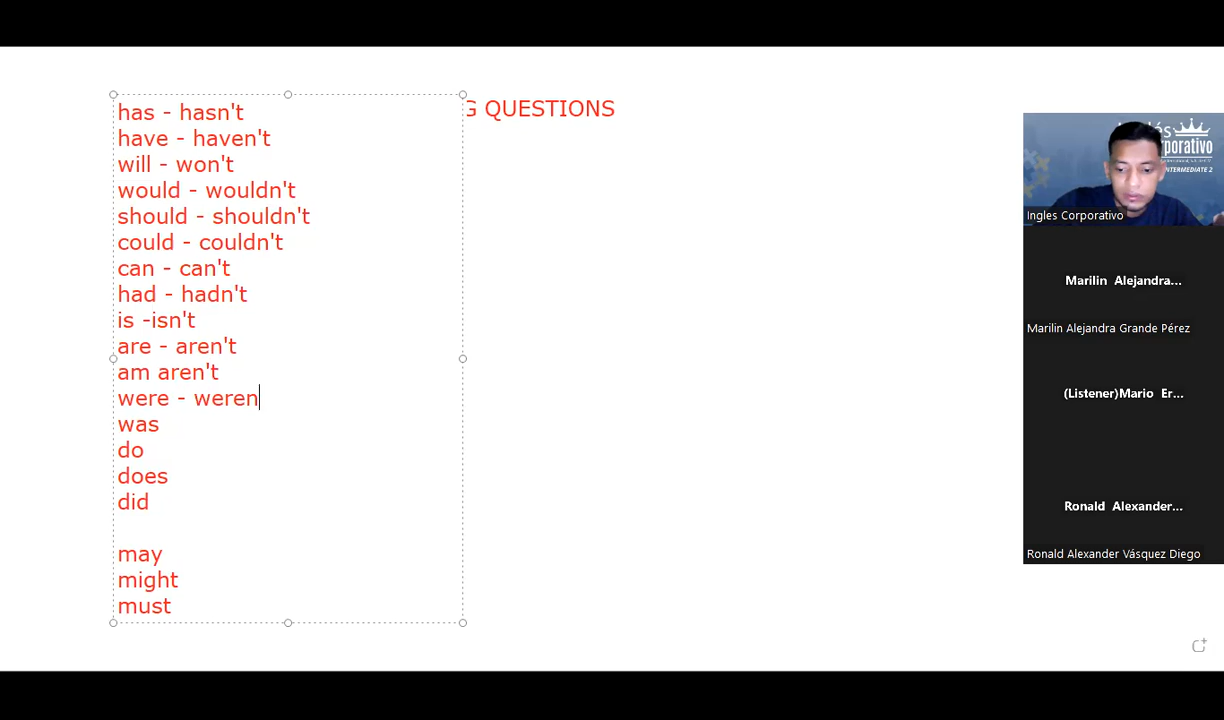 has - hasn't
have - haven't
will - won't
would - wouldn't
should - shouldn't
could - couldn't
can - can't
had - hadn't
is -isn't
are - aren't
am aren't
were - weren
was
do
does
did
may
might
must
G QUESTIONS
INTERMEDIATE 2
Ingles Corporativo
Marilin Alejandra...
Marilin Alejandra Grande Pérez
(Listener)Mario Er...
Ronald Alexander...
Ronald Alexander Vásquez Diego